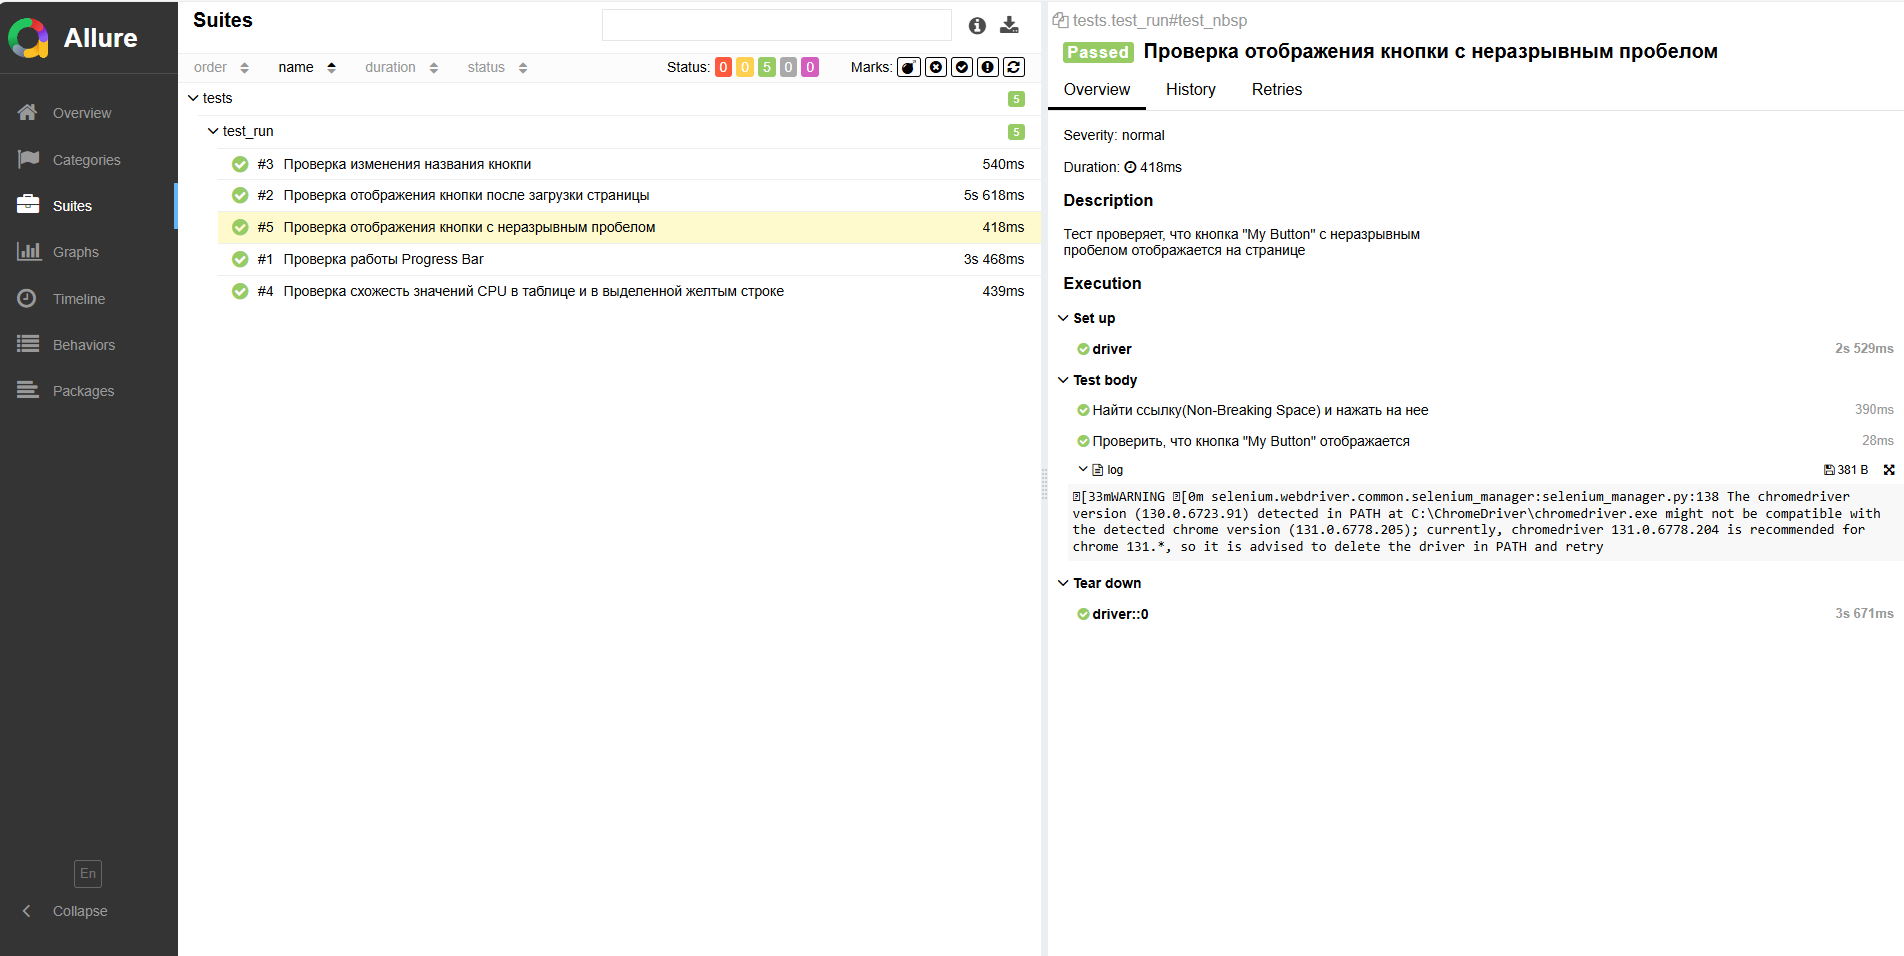 Allure
Overview
Categories
Suites
Graphs
Timeline
Behaviors
Packages
En
Collapse
Suites
order name duration status Status: 0 0 5 0 0 Marks:
tests 5
test_run 5
#3 Проверка изменения названия кнокпи 540ms
#2 Проверка отображения кнопки после загрузки страницы 5s 618ms
#5 Проверка отображения кнопки с неразрывным пробелом 418ms
#1 Проверка работы Progress Bar 3s 468ms
#4 Проверка схожесть значений CPU в таблице и в выделенной желтым строке 439ms
tests.test_run#test_nbsp
Passed Проверка отображения кнопки с неразрывным пробелом
Overview History Retries
Severity: normal
Duration: 418ms
Description
Тест проверяет, что кнопка "My Button" с неразрывным
пробелом отображается на странице
Execution
Set up
driver 2s 529ms
Test body
Найти ссылку(Non-Breaking Space) и нажать на нее 390ms
Проверить, что кнопка "My Button" отображается 28ms
log 381 B
[33mWARNING [0m selenium.webdriver.common.selenium_manager:selenium_manager.py:138 The chromedriver
version (130.0.6723.91) detected in PATH at C:\ChromeDriver\chromedriver.exe might not be compatible with
the detected chrome version (131.0.6778.205); currently, chromedriver 131.0.6778.204 is recommended for
chrome 131.*, so it is advised to delete the driver in PATH and retry
Tear down
driver::0 3s 671ms